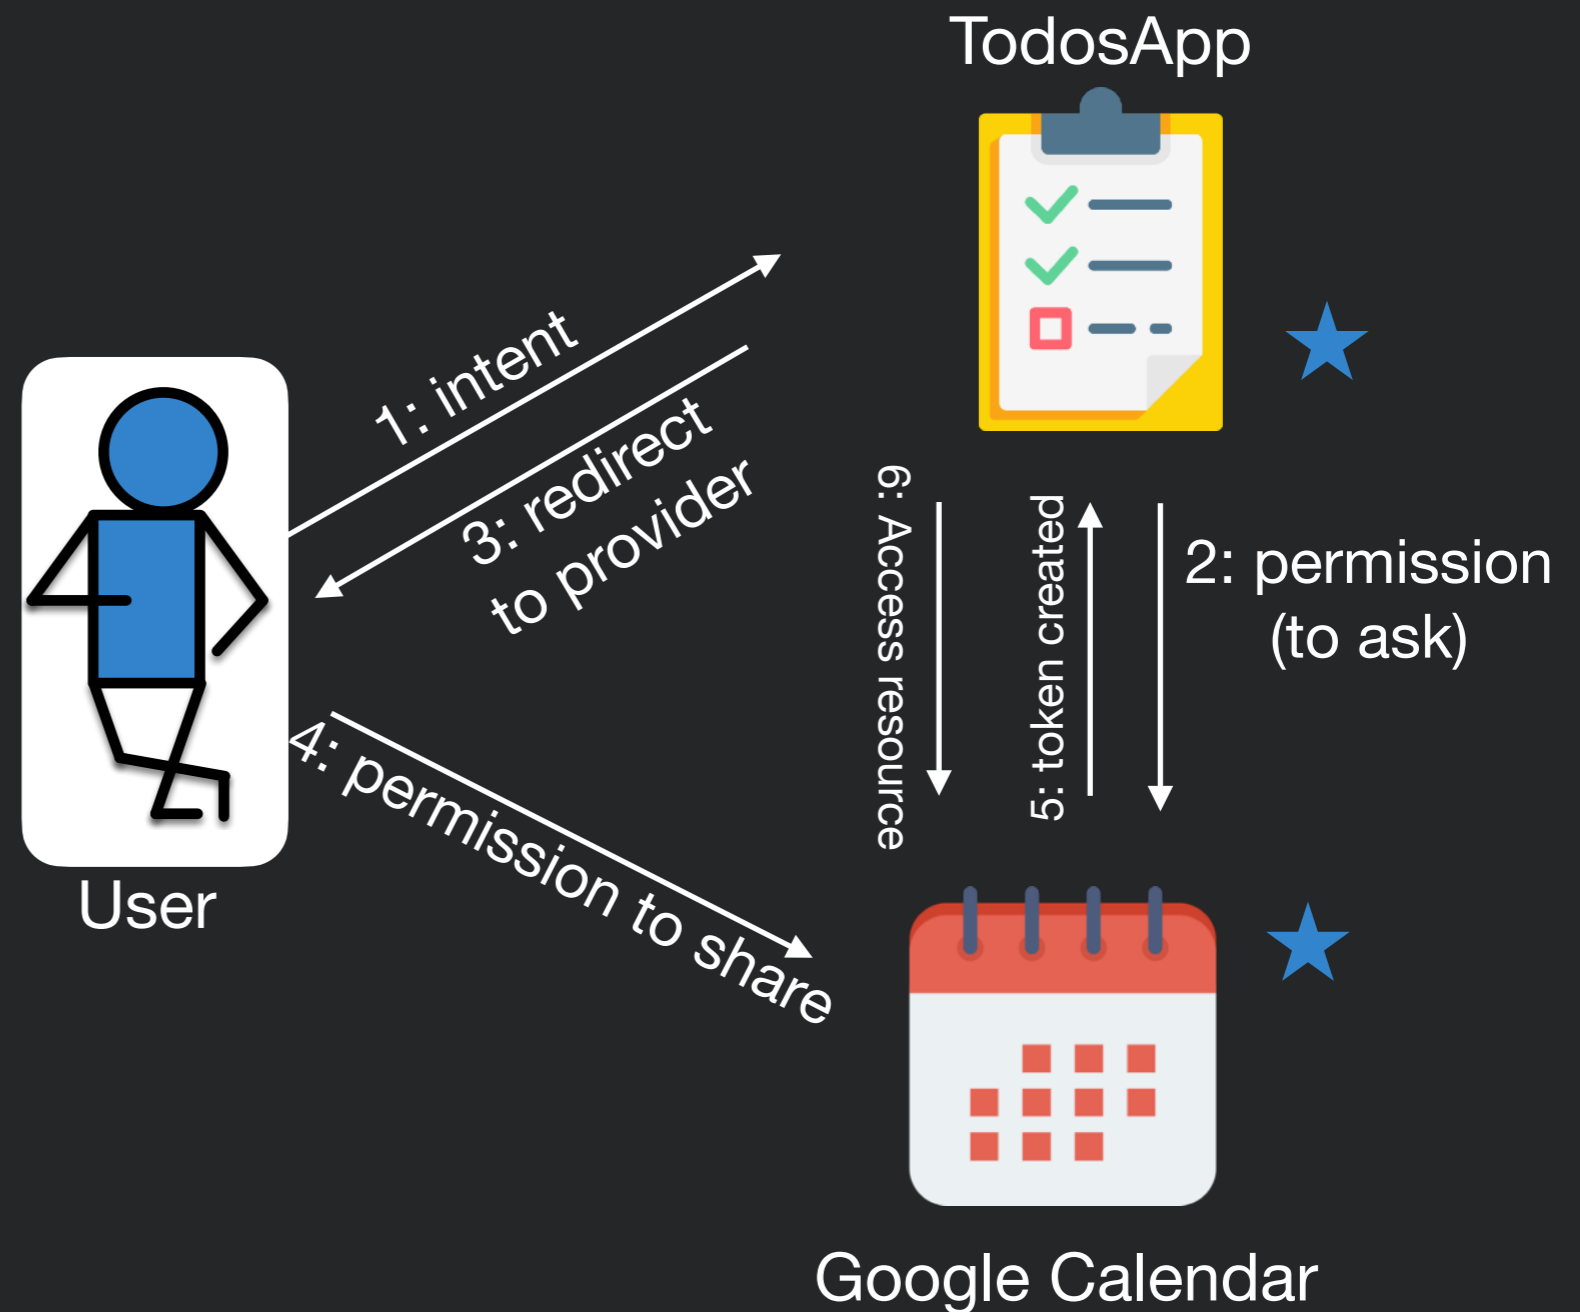 TodosApp
1: intent
3: redirect
to provider
6: Access resource
5: token created
2: permission
(to ask)
4: permission to share
User
Google Calendar